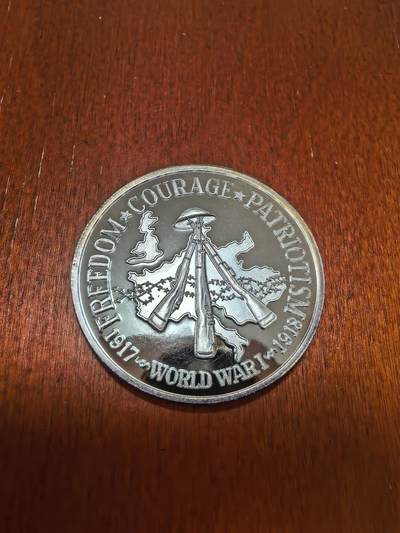 FREEDOM★COURAGE★PATRIOTISM
1917 WORLD WAR I 1918